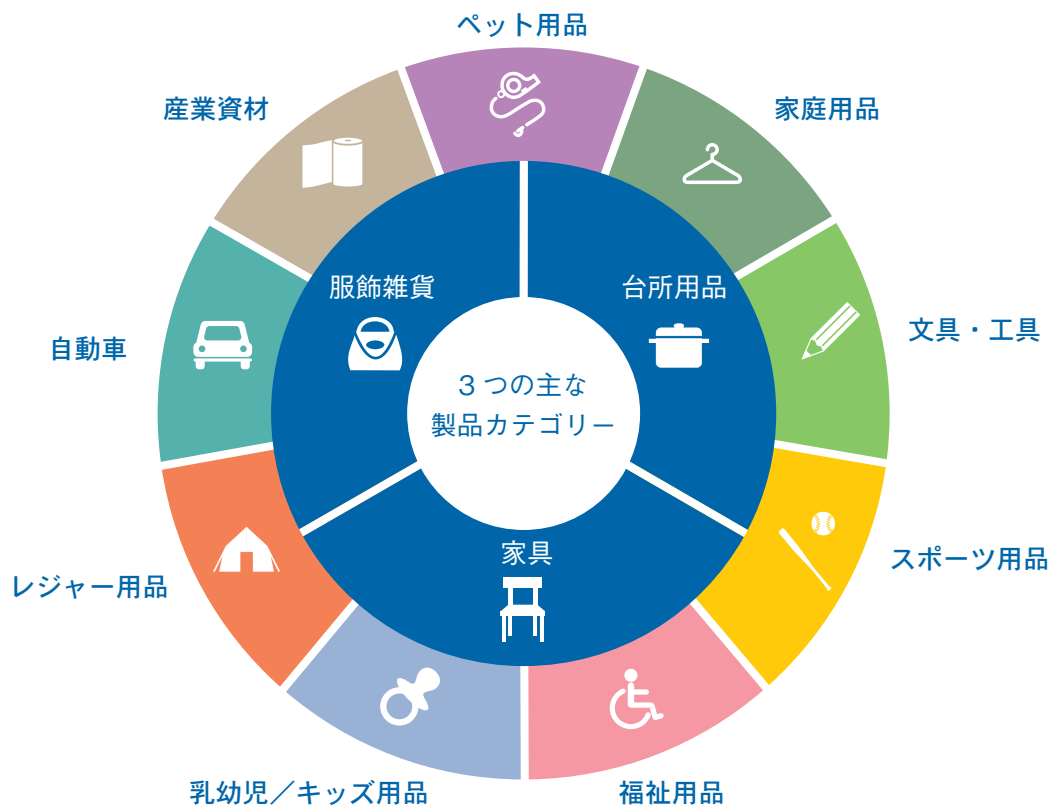 ペット用品
産業資材
家庭用品
服飾雑貨
台所用品
自動車
文具・工具
3つの主な
製品カテゴリー
家具
スポーツ用品
レジャー用品
乳幼児／キッズ用品
福祉用品